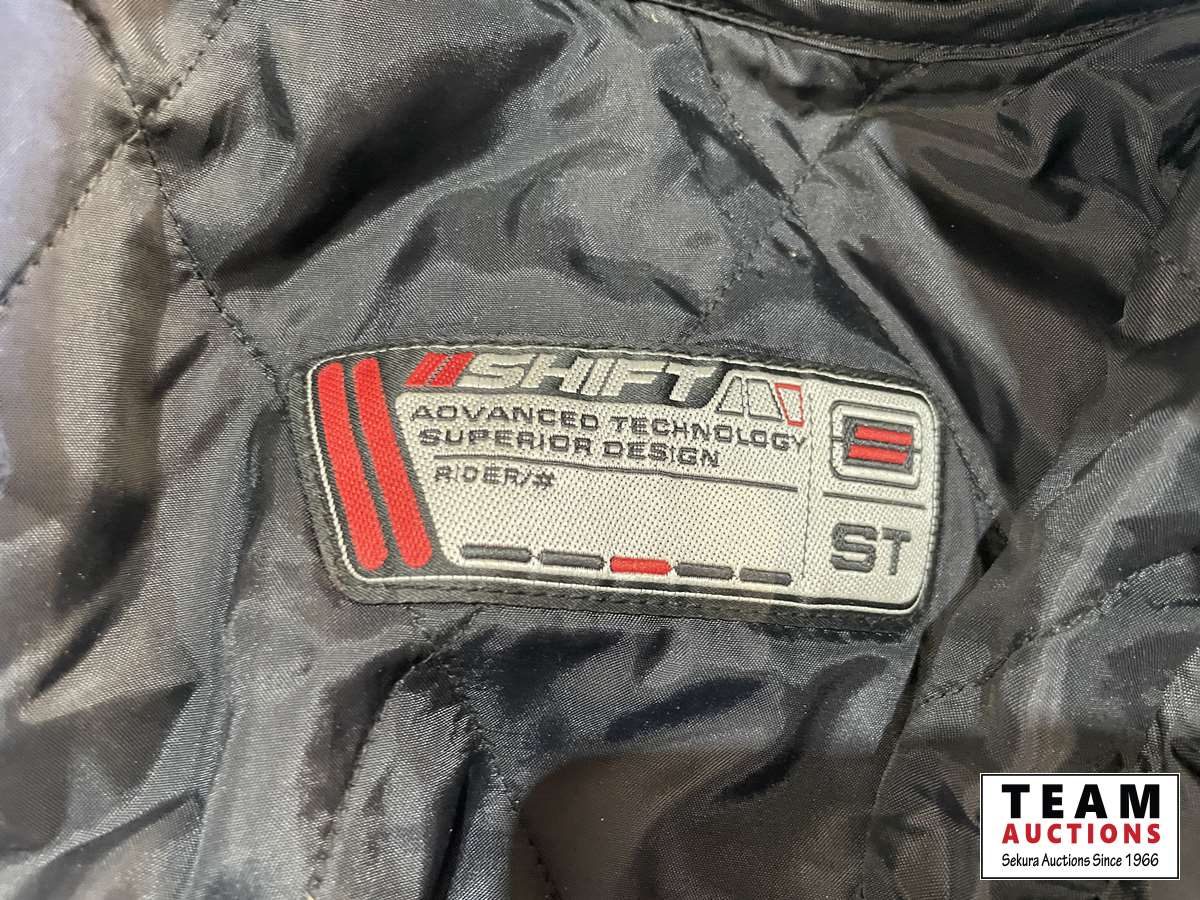 SHIFT
ADVANCED TECHNOLOGY
SUPERIOR DESIGN
RIDER/#
ST
TEAM
AUCTIONS
Sekura Auctions Since 1966